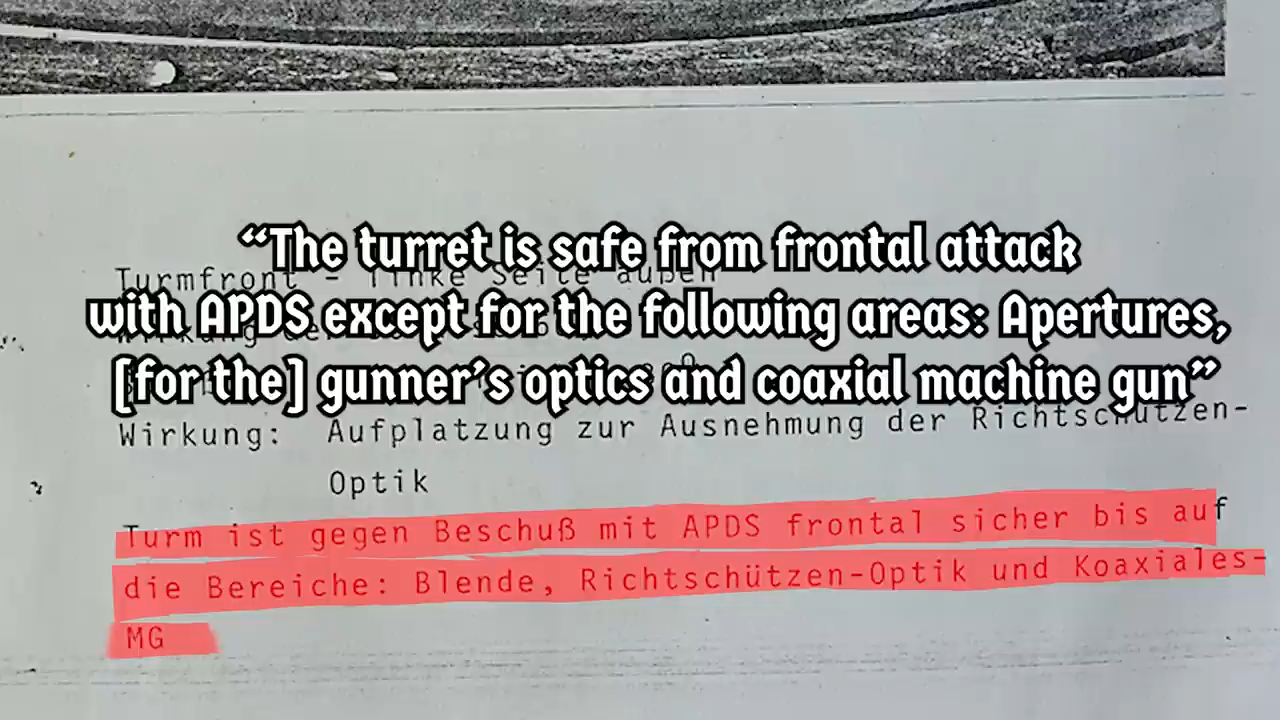 “The turret is safe from frontal attack
with APDS except for the following areas: Apertures,
[for the] gunner’s optics and coaxial machine gun”
Turmfront - linke Seite außen
Wirkung: Aufplatzung zur Ausnehmung der Richtschützen-
Optik
Turm ist gegen Beschuß mit APDS frontal sicher bis auf
die Bereiche: Blende, Richtschützen-Optik und Koaxiales-
MG